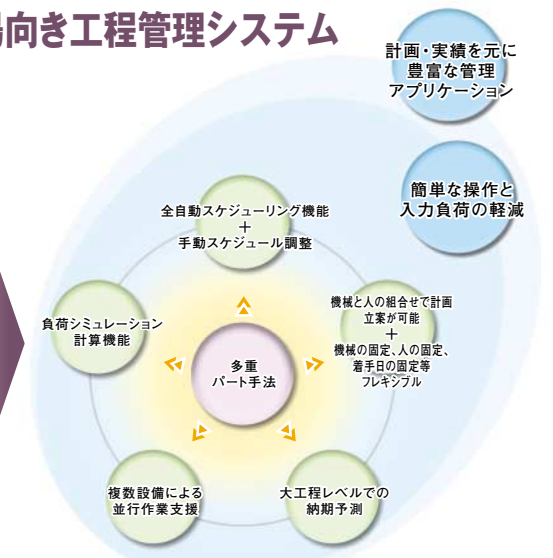 向き工程管理システム
計画・実績を元に
豊富な管理
アプリケーション
簡単な操作と
入力負荷の軽減
全自動スケジューリング機能
＋
手動スケジュール調整
機械と人の組合せで計画
立案が可能
＋
機械の固定、人の固定、
着手日の固定等
フレキシブル
負荷シミュレーション
計算機能
多重
パート手法
複数設備による
並行作業支援
大工程レベルでの
納期予測